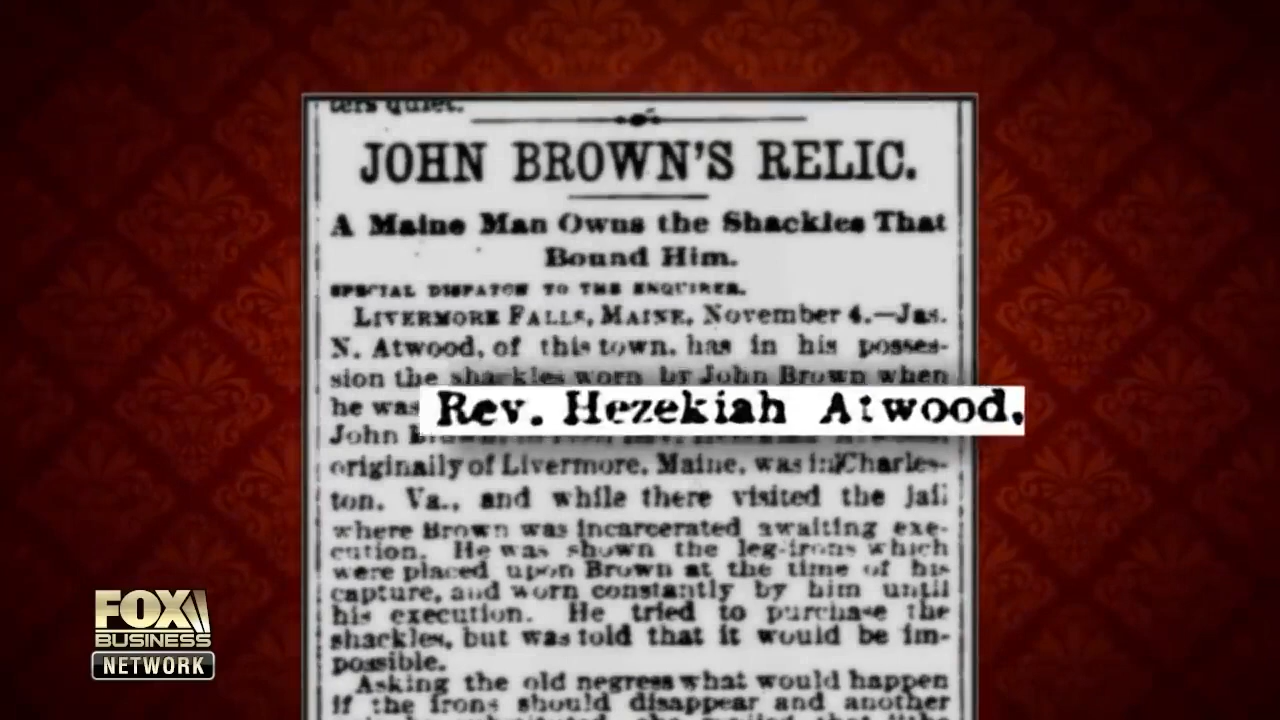 ters quiet.
JOHN BROWN'S RELIC.
A Maine Man Owns the Shackles That
Bound Him.
SPECIAL DISPATCH TO THE ENQUIRER.
LIVERMORE FALLS, MAINE, November 4.—Jas.
N. Atwood, of this town, has in his posses-
sion the shackles worn by John Brown when
he was
Rev. Hezekiah Atwood,
John
originally of Livermore, Maine, was in Charles-
ton, Va., and while there visited the jail
where Brown was incarcerated awaiting exe-
cution. He was shown the leg-irons which
were placed upon Brown at the time of his
capture, and worn constantly by him until
his execution. He tried to purchase the
shackles, but was told that it would be im-
possible.
Asking the old negress what would happen
if the irons should disappear and another
FOX
BUSINESS
NETWORK